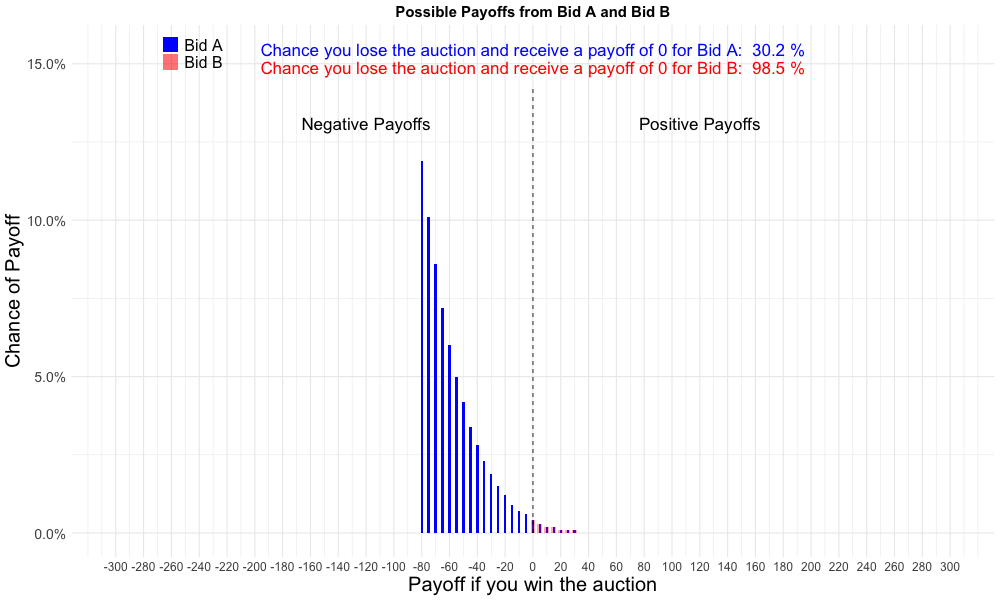 Possible Payoffs from Bid A and Bid B
Bid A
Bid B
Chance you lose the auction and receive a payoff of 0 for Bid A:  30.2 %
Chance you lose the auction and receive a payoff of 0 for Bid B:  98.5 %
Negative Payoffs
Positive Payoffs
Chance of Payoff
15.0%
10.0%
5.0%
0.0%
-300 -280 -260 -240 -220 -200 -180 -160 -140 -120 -100 -80 -60 -40 -20 0 20 40 60 80 100 120 140 160 180 200 220 240 260 280 300
Payoff if you win the auction